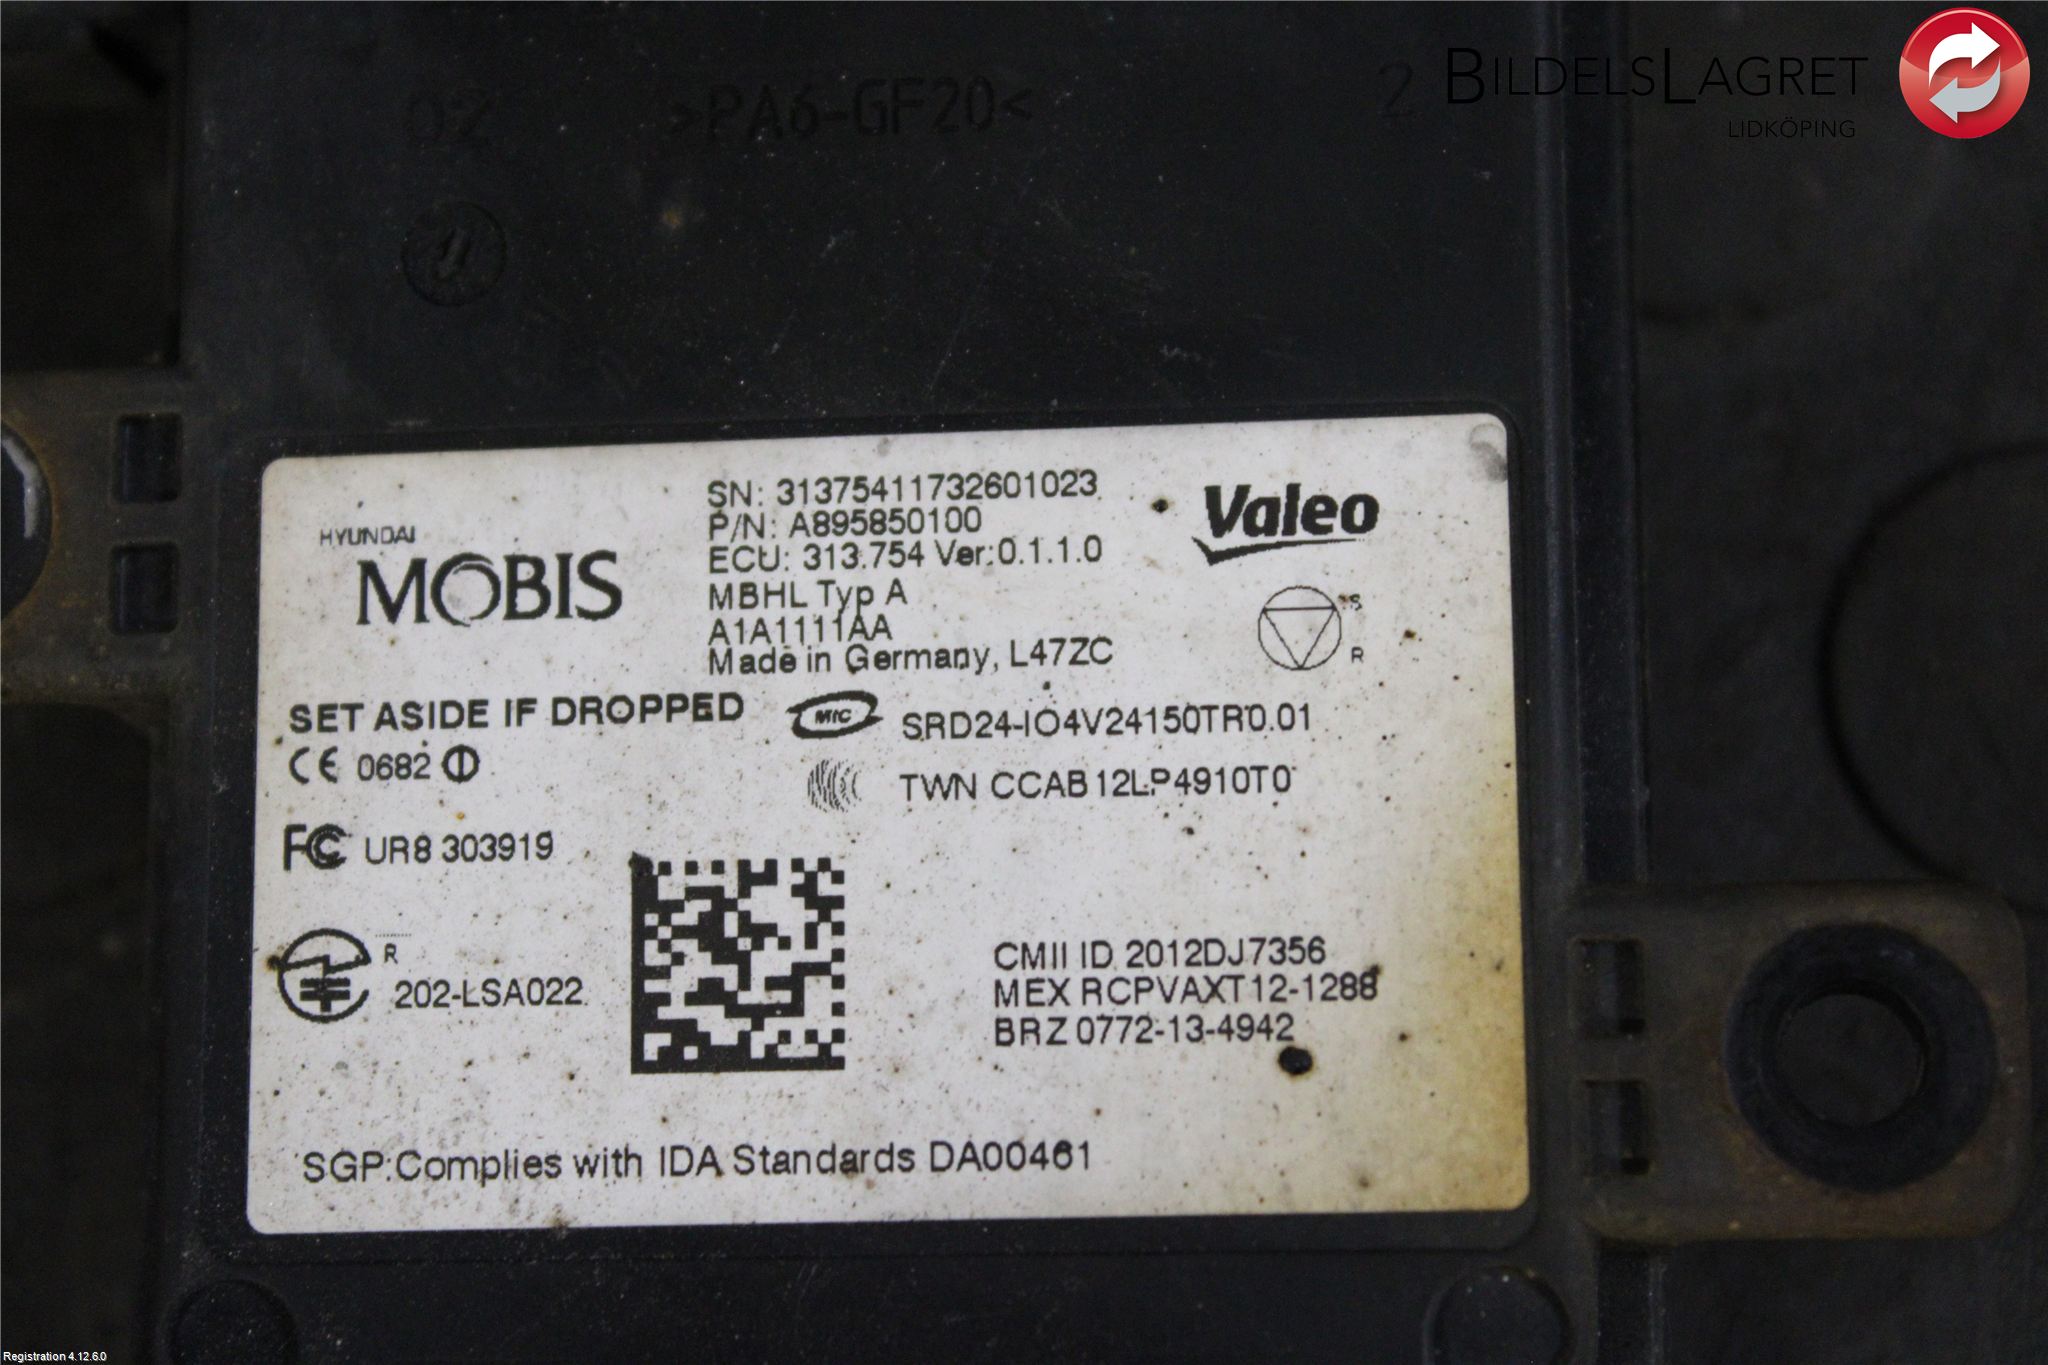 BILDELSLAGRET
LIDKÖPING
02 >PA6-GF20< 2
HYUNDAI
MOBIS
SN: 31375411732601023
P/N: A895850100
ECU: 313.754 Ver:0.1.1.0
MBHL Typ A
A1A1111AA
Made in Germany, L47ZC
Valeo
S
R
SET ASIDE IF DROPPED
CE 0682
MIC SRD24-IO4V24150TR0.01
TWN CCAB12LP4910T0
FC UR8 303919
R
202-LSA022
CMII ID 2012DJ7356
MEX RCPVAXT12-1288
BRZ 0772-13-4942
SGP:Complies with IDA Standards DA00461
Registration 4.12.6.0